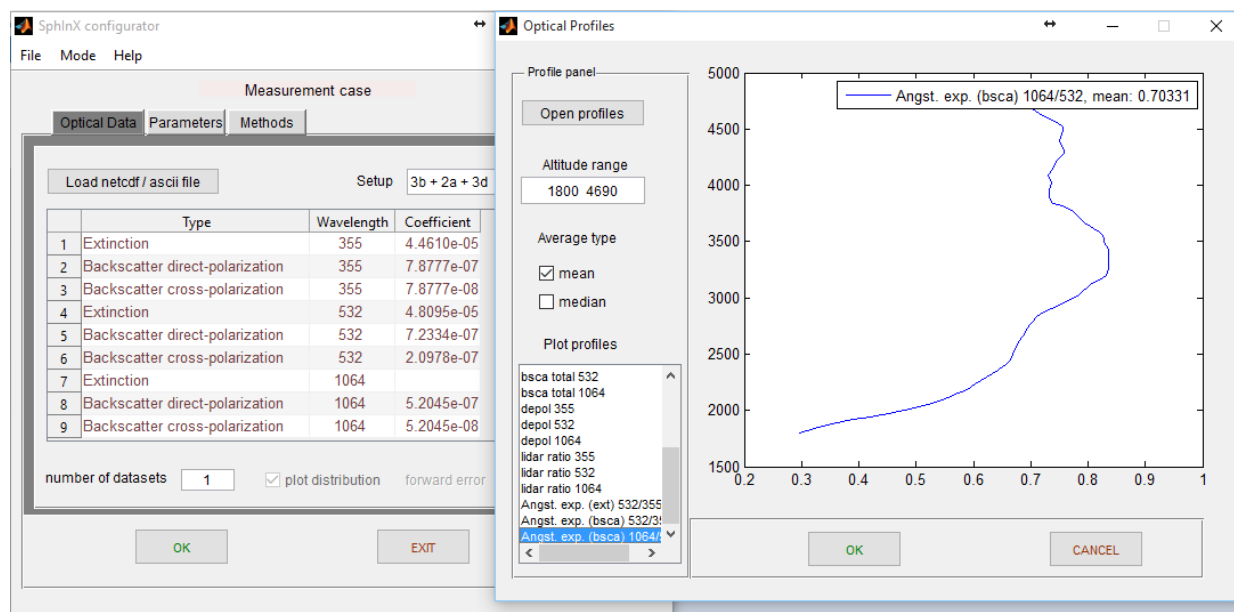 SphInX configurator
File Mode Help
Measurement case
Optical Data Parameters Methods
Load netcdf / ascii file Setup 3b + 2a + 3d
Type Wavelength Coefficient
1 Extinction 355 4.4610e-05
2 Backscatter direct-polarization 355 7.8777e-07
3 Backscatter cross-polarization 355 7.8777e-08
4 Extinction 532 4.8095e-05
5 Backscatter direct-polarization 532 7.2334e-07
6 Backscatter cross-polarization 532 2.0978e-07
7 Extinction 1064
8 Backscatter direct-polarization 1064 5.2045e-07
9 Backscatter cross-polarization 1064 5.2045e-08
number of datasets 1 plot distribution forward error
OK EXIT
Optical Profiles
Profile panel
Open profiles
Altitude range
1800 4690
Average type
mean
median
Plot profiles
bsca total 532
bsca total 1064
depol 355
depol 532
depol 1064
lidar ratio 355
lidar ratio 532
lidar ratio 1064
Angst. exp. (ext) 532/355
Angst. exp. (bsca) 532/35
Angst. exp. (bsca) 1064/
Angst. exp. (bsca) 1064/532, mean: 0.70331
5000
4500
4000
3500
3000
2500
2000
1500
0.2 0.3 0.4 0.5 0.6 0.7 0.8 0.9 1
OK CANCEL